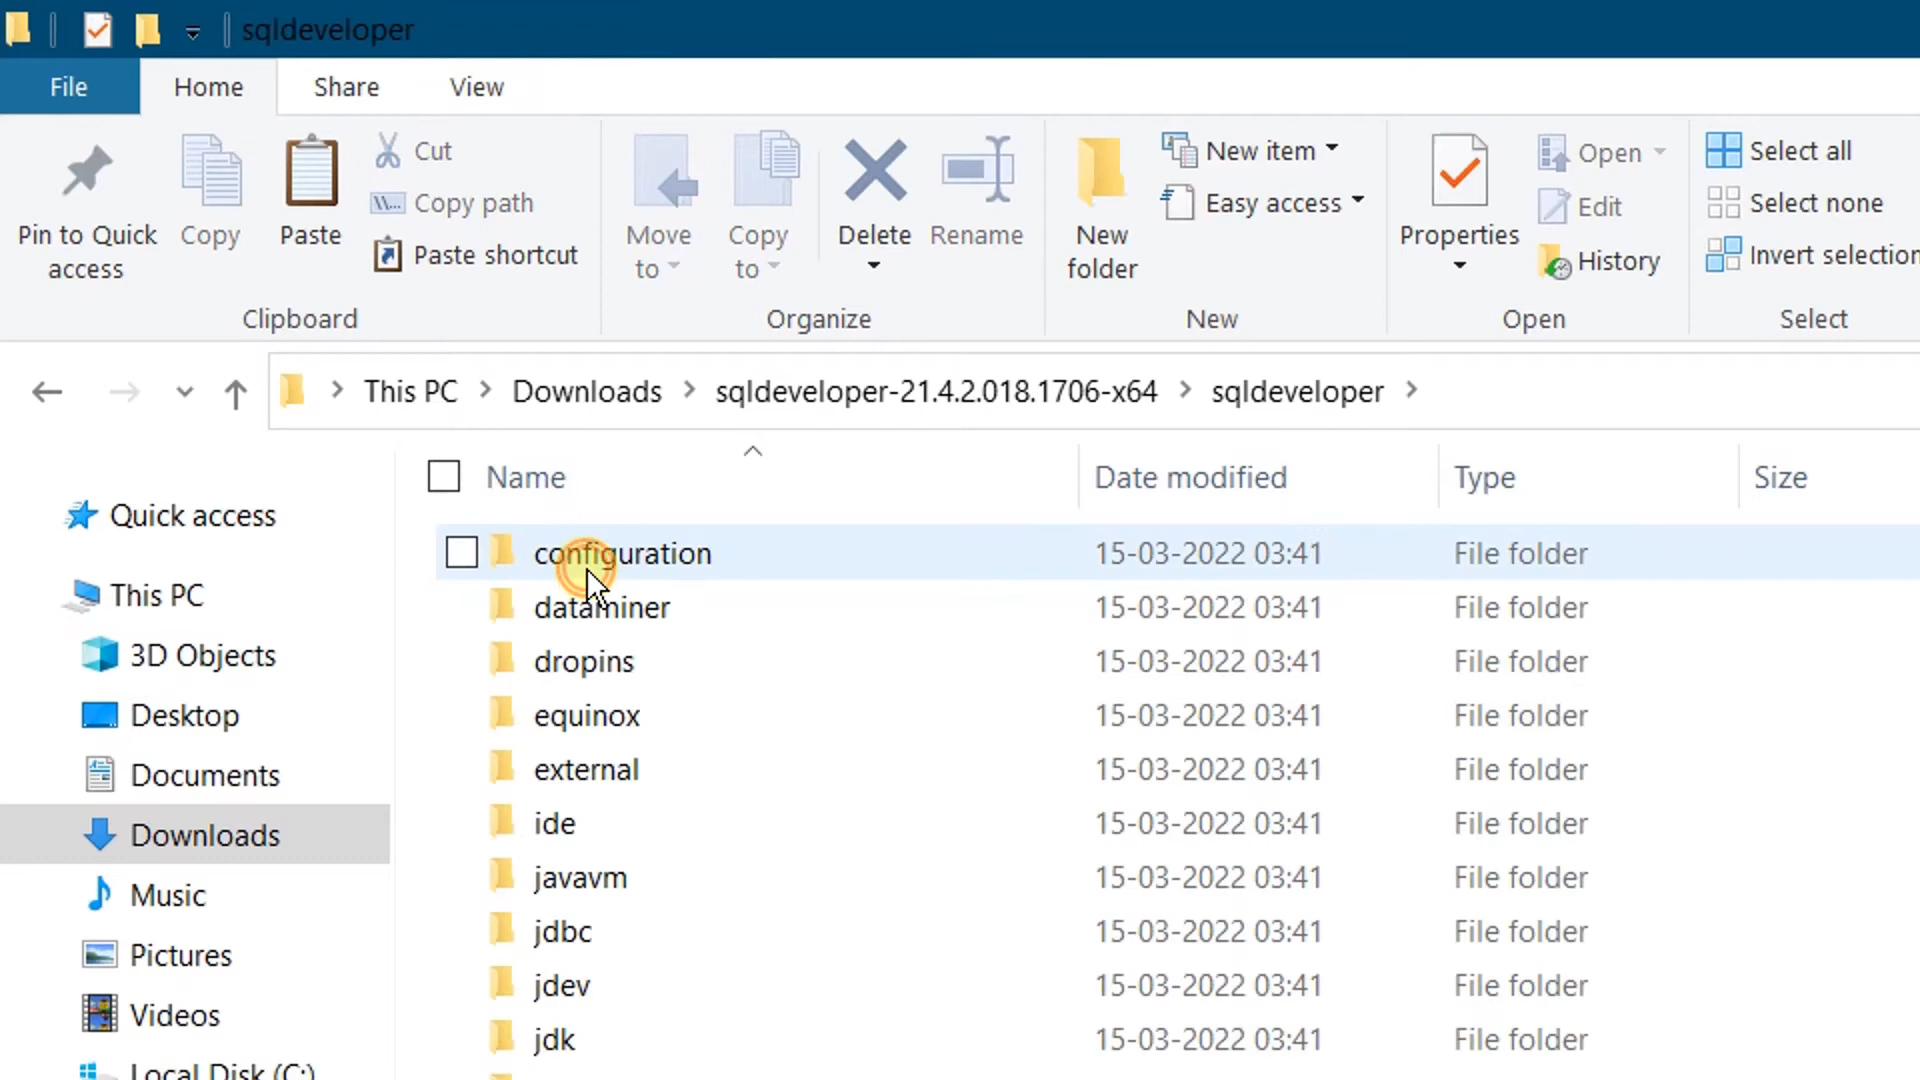 sqldeveloper
File Home Share View
Pin to Quick access
Copy
Paste
Cut
Copy path
Paste shortcut
Clipboard
Move to
Copy to
Delete
Rename
Organize
New folder
New item
Easy access
New
Properties
Open
Edit
History
Open
Select all
Select none
Invert selection
Select
This PC > Downloads > sqldeveloper-21.4.2.018.1706-x64 > sqldeveloper >
Name Date modified Type Size
Quick access
This PC
3D Objects
Desktop
Documents
Downloads
Music
Pictures
Videos
Local Disk (C:)
configuration 15-03-2022 03:41 File folder
dataminer 15-03-2022 03:41 File folder
dropins 15-03-2022 03:41 File folder
equinox 15-03-2022 03:41 File folder
external 15-03-2022 03:41 File folder
ide 15-03-2022 03:41 File folder
javavm 15-03-2022 03:41 File folder
jdbc 15-03-2022 03:41 File folder
jdev 15-03-2022 03:41 File folder
jdk 15-03-2022 03:41 File folder